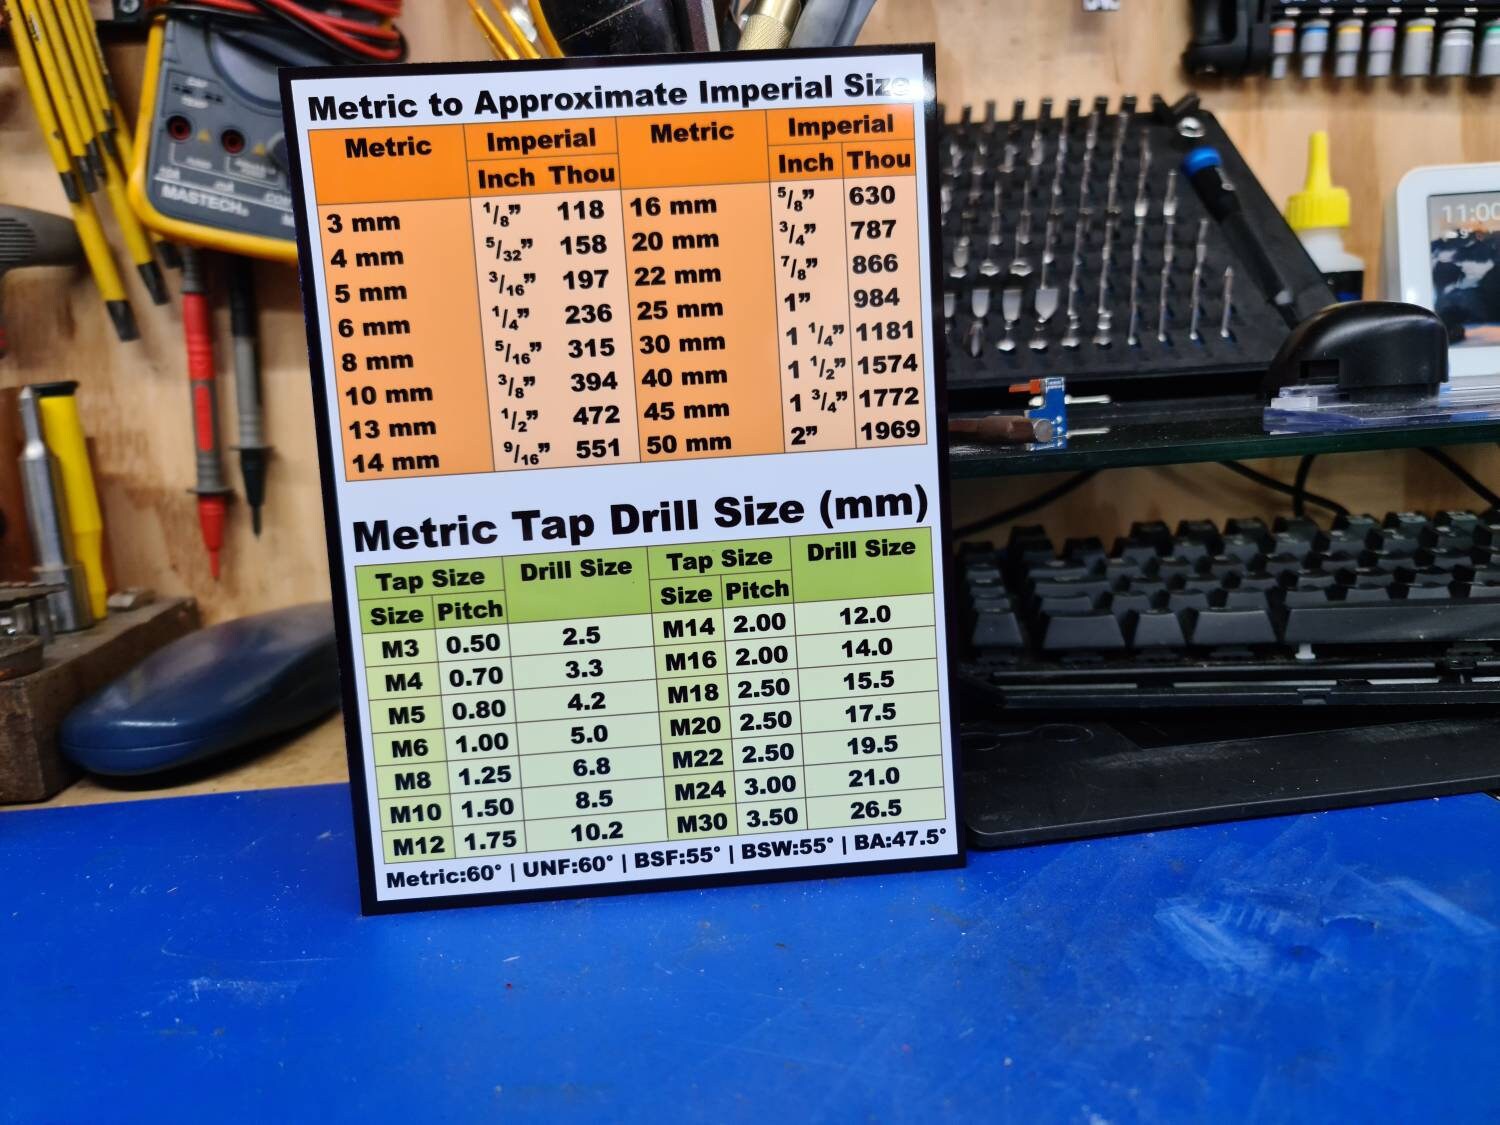 Metric to Approximate Imperial Size
Metric Imperial Metric Imperial
Inch Thou Inch Thou
3 mm 1/8” 118 16 mm 5/8” 630
4 mm 5/32” 158 20 mm 3/4” 787
5 mm 3/16” 197 22 mm 7/8” 866
6 mm 1/4” 236 25 mm 1” 984
8 mm 5/16” 315 30 mm 1 1/4” 1181
10 mm 3/8” 394 40 mm 1 1/2” 1574
13 mm 1/2” 472 45 mm 1 3/4” 1772
14 mm 9/16” 551 50 mm 2” 1969
Metric Tap Drill Size (mm)
Tap Size Drill Size Tap Size Drill Size
Size Pitch Size Pitch
M3 0.50 2.5 M14 2.00 12.0
M4 0.70 3.3 M16 2.00 14.0
M5 0.80 4.2 M18 2.50 15.5
M6 1.00 5.0 M20 2.50 17.5
M8 1.25 6.8 M22 2.50 19.5
M10 1.50 8.5 M24 3.00 21.0
M12 1.75 10.2 M30 3.50 26.5
Metric:60° | UNF:60° | BSF:55° | BSW:55° | BA:47.5°
MASTECH
11:00